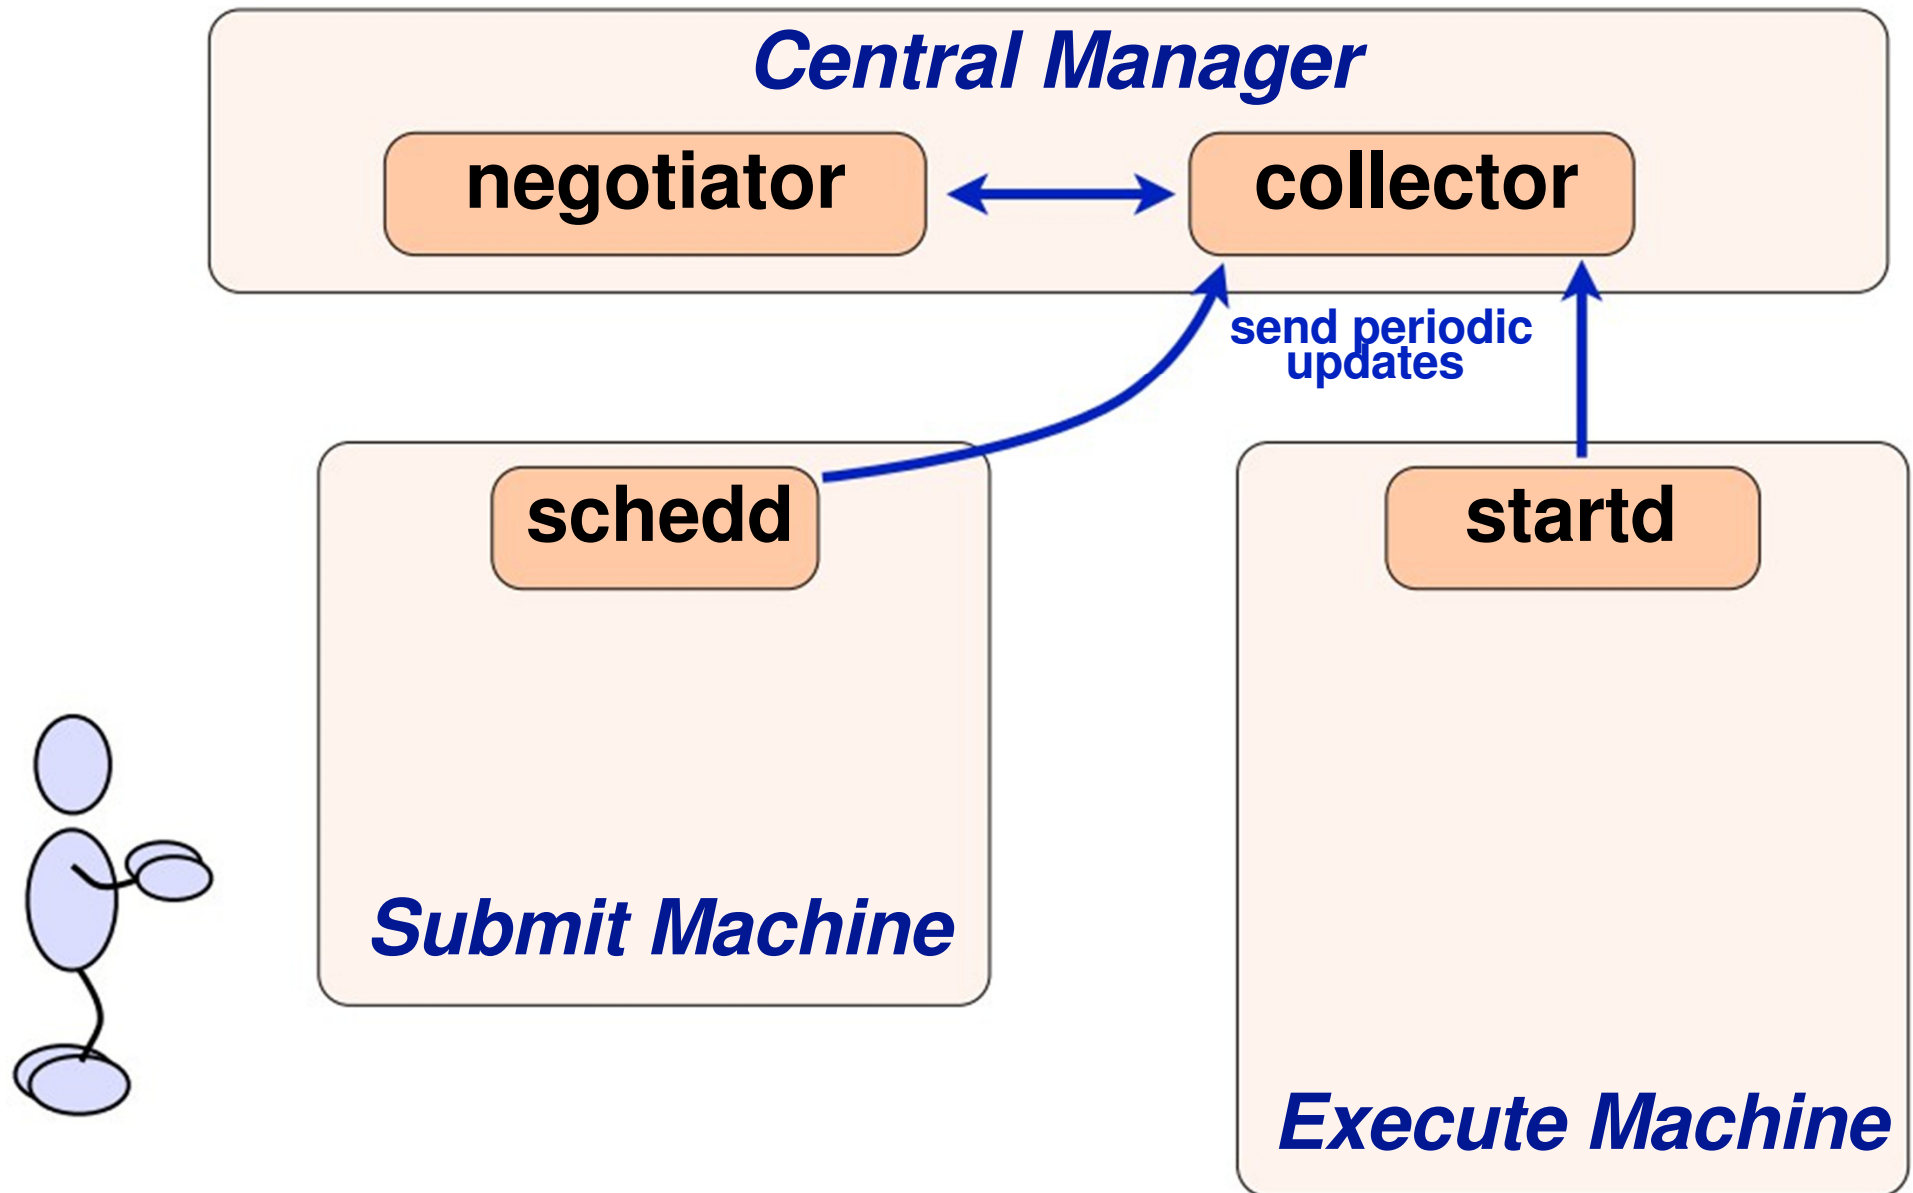 Central Manager
negotiator
collector
send periodic
updates
schedd
startd
Submit Machine
Execute Machine